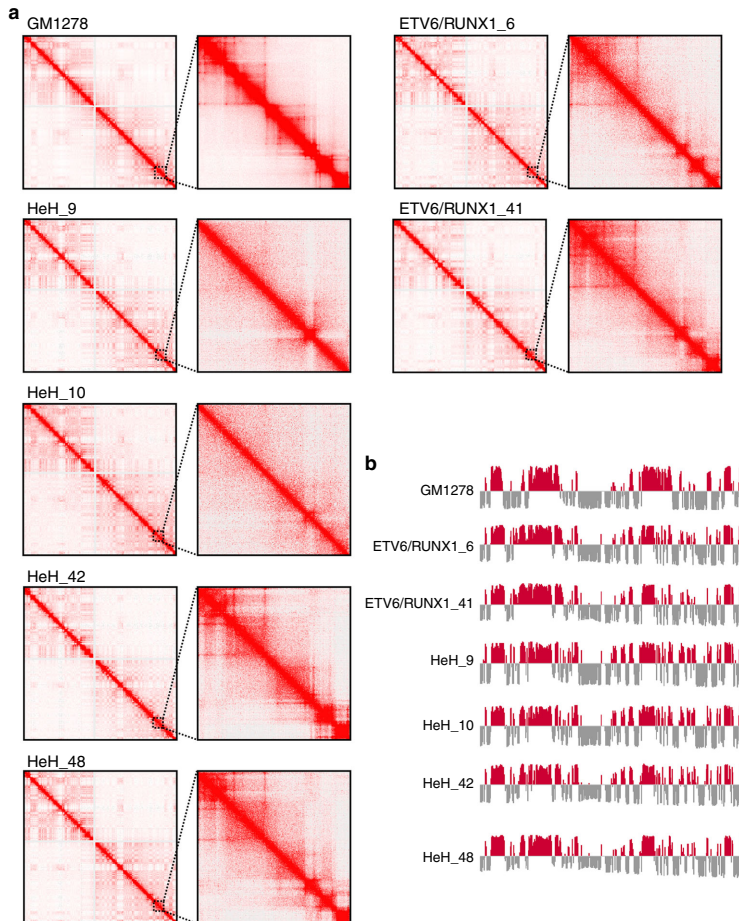 a
GM1278
ETV6/RUNX1_6
HeH_9
ETV6/RUNX1_41
HeH_10
HeH_42
HeH_48
b
GM1278
ETV6/RUNX1_6
ETV6/RUNX1_41
HeH_9
HeH_10
HeH_42
HeH_48